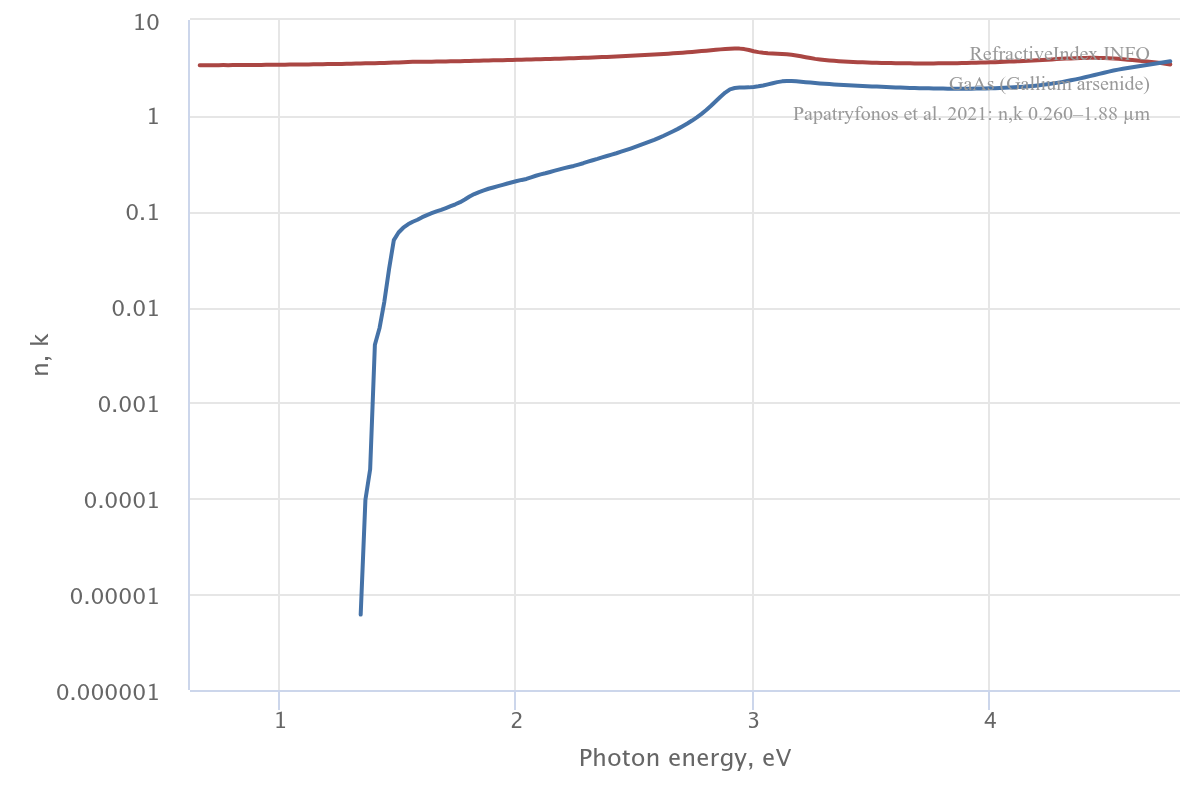 10
1
0.1
0.01
0.001
0.0001
0.00001
0.000001
n, k
1 2 3 4
Photon energy, eV
RefractiveIndex.INFO
GaAs (Gallium arsenide)
Papatryfonos et al. 2021: n,k 0.260–1.88 µm